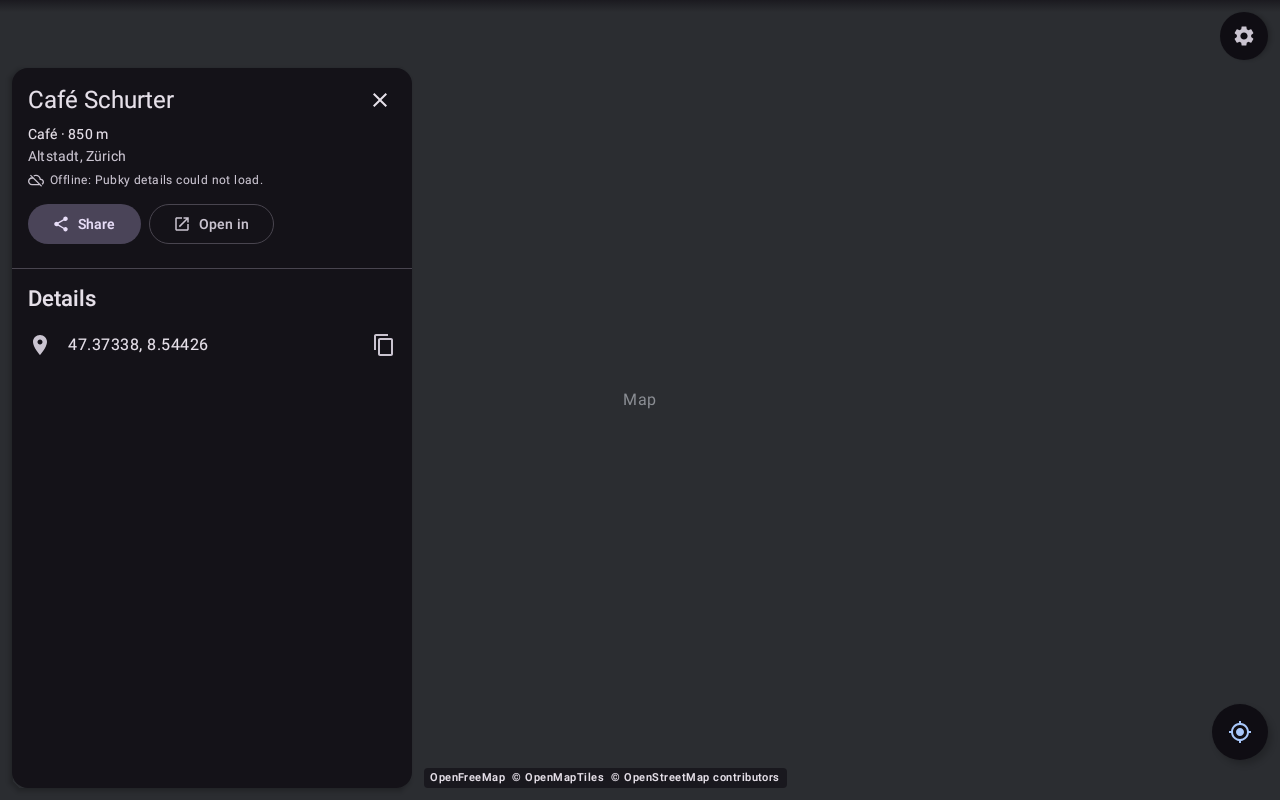 Café Schurter
Café · 850 m
Altstadt, Zürich
Offline: Pubky details could not load.
Share
Open in
Details
47.37338, 8.54426
Map
OpenFreeMap © OpenMapTiles © OpenStreetMap contributors